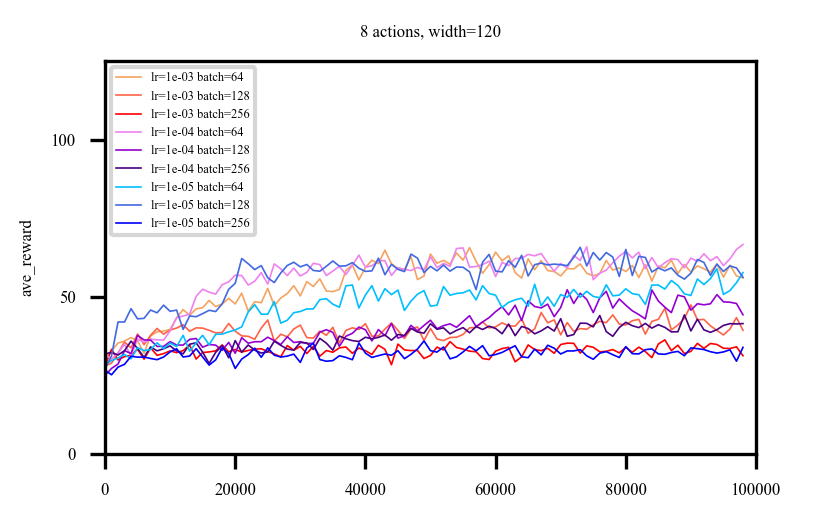 8 actions, width=120
lr=1e-03 batch=64
lr=1e-03 batch=128
lr=1e-03 batch=256
lr=1e-04 batch=64
lr=1e-04 batch=128
lr=1e-04 batch=256
lr=1e-05 batch=64
lr=1e-05 batch=128
lr=1e-05 batch=256
ave_reward
100
50
0
0 20000 40000 60000 80000 100000